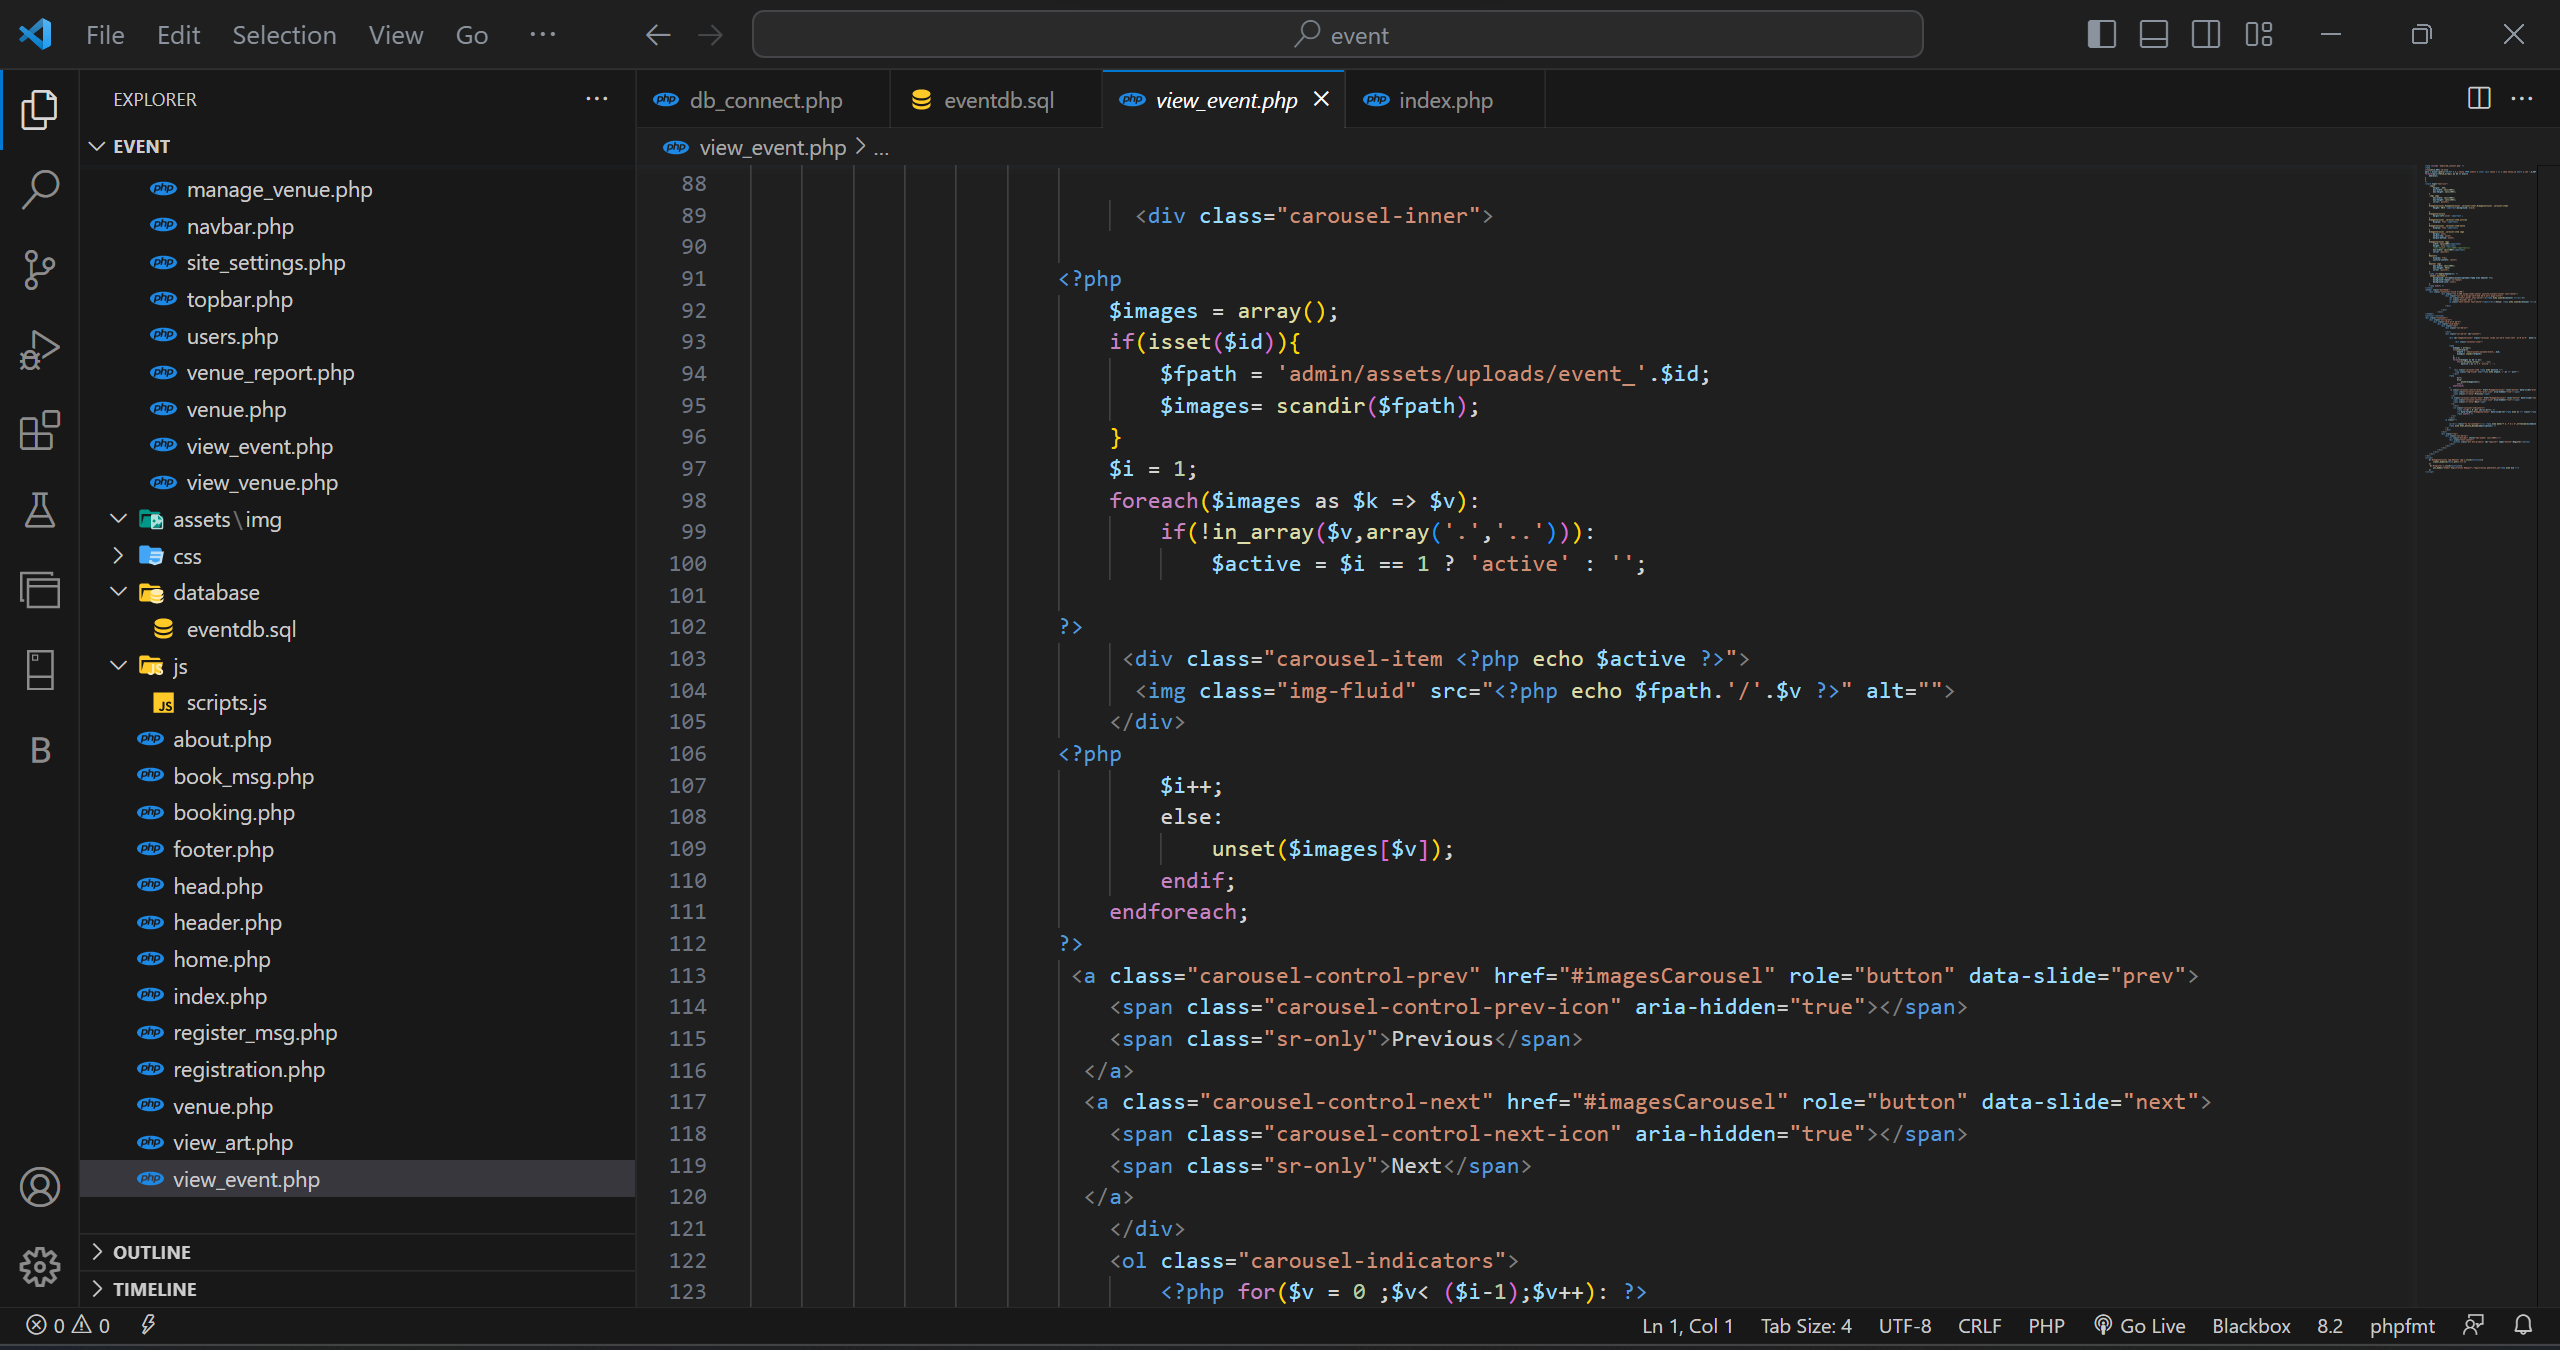 File Edit Selection View Go ··· event
EXPLORER ···
EVENT
manage_venue.php
navbar.php
site_settings.php
topbar.php
users.php
venue_report.php
venue.php
view_event.php
view_venue.php
assets\img
css
database
eventdb.sql
js
JS scripts.js
about.php
book_msg.php
booking.php
footer.php
head.php
header.php
home.php
index.php
register_msg.php
registration.php
venue.php
view_art.php
view_event.php
OUTLINE
TIMELINE
db_connect.php eventdb.sql view_event.php index.php
view_event.php > ...
88
89 <div class="carousel-inner">
90
91 <?php
92 $images = array();
93 if(isset($id)){
94 $fpath = 'admin/assets/uploads/event_'.$id;
95 $images= scandir($fpath);
96 }
97 $i = 1;
98 foreach($images as $k => $v):
99 if(!in_array($v,array('.','..'))):
100 $active = $i == 1 ? 'active' : '';
101
102 ?>
103 <div class="carousel-item <?php echo $active ?>">
104 <img class="img-fluid" src="<?php echo $fpath.'/'.$v ?>" alt="">
105 </div>
106 <?php
107 $i++;
108 else:
109 unset($images[$v]);
110 endif;
111 endforeach;
112 ?>
113 <a class="carousel-control-prev" href="#imagesCarousel" role="button" data-slide="prev">
114 <span class="carousel-control-prev-icon" aria-hidden="true"></span>
115 <span class="sr-only">Previous</span>
116 </a>
117 <a class="carousel-control-next" href="#imagesCarousel" role="button" data-slide="next">
118 <span class="carousel-control-next-icon" aria-hidden="true"></span>
119 <span class="sr-only">Next</span>
120 </a>
121 </div>
122 <ol class="carousel-indicators">
123 <?php for($v = 0 ;$v< ($i-1);$v++): ?>
0 0 Ln 1, Col 1 Tab Size: 4 UTF-8 CRLF PHP Go Live Blackbox 8.2 phpfmt